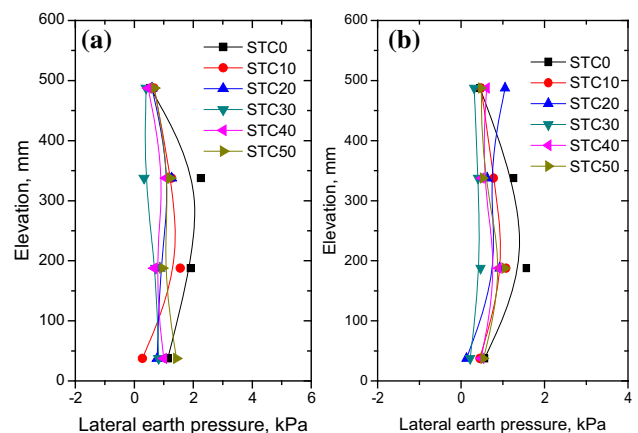 (a)
STC0
STC10
STC20
STC30
STC40
STC50
600
500
400
300
200
100
0
Elevation, mm
-2 0 2 4 6
Lateral earth pressure, kPa
(b)
STC0
STC10
STC20
STC30
STC40
STC50
600
500
400
300
200
100
0
Elevation, mm
-2 0 2 4
Lateral earth pressure, kPa